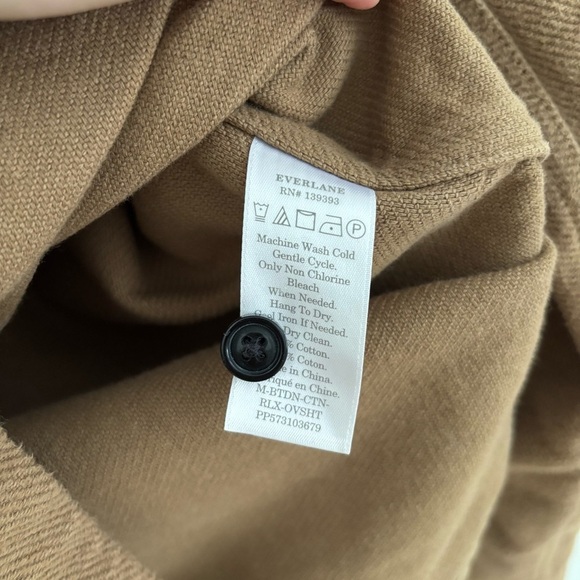 EVERLANE
RN# 139393
P
Machine Wash Cold
Gentle Cycle.
Only Non Chlorine
Bleach
When Needed.
Hang To Dry.
Iron If Needed.
Dry Clean.
% Cotton.
% Coton.
in China.
en Chine.
M-BTDN-CTN-
RLX-OVSHT
PP573103679